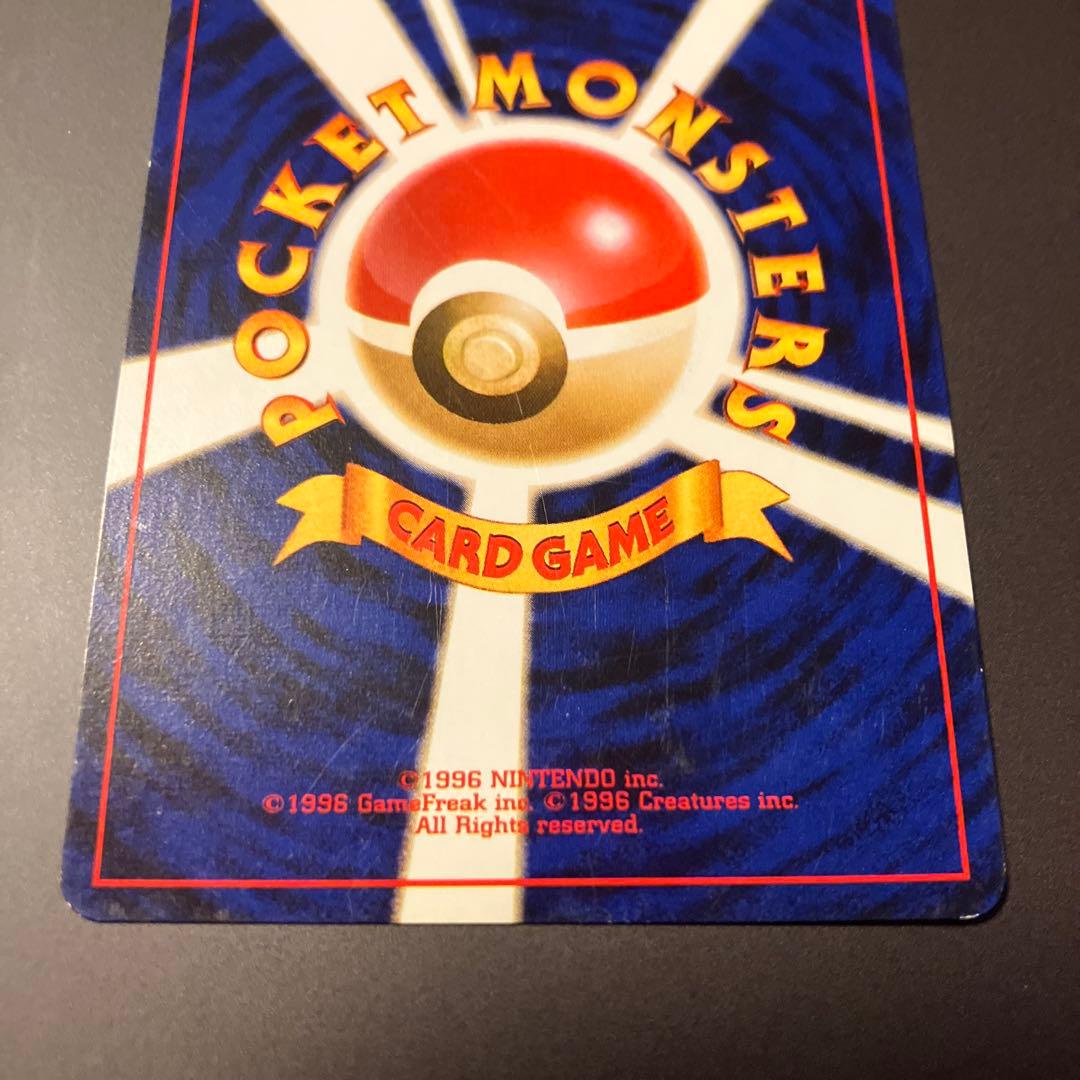 POCKET MONSTERS
CARD GAME
©1996 NINTENDO inc.
©1996 GameFreak inc. ©1996 Creatures inc.
All Rights reserved.